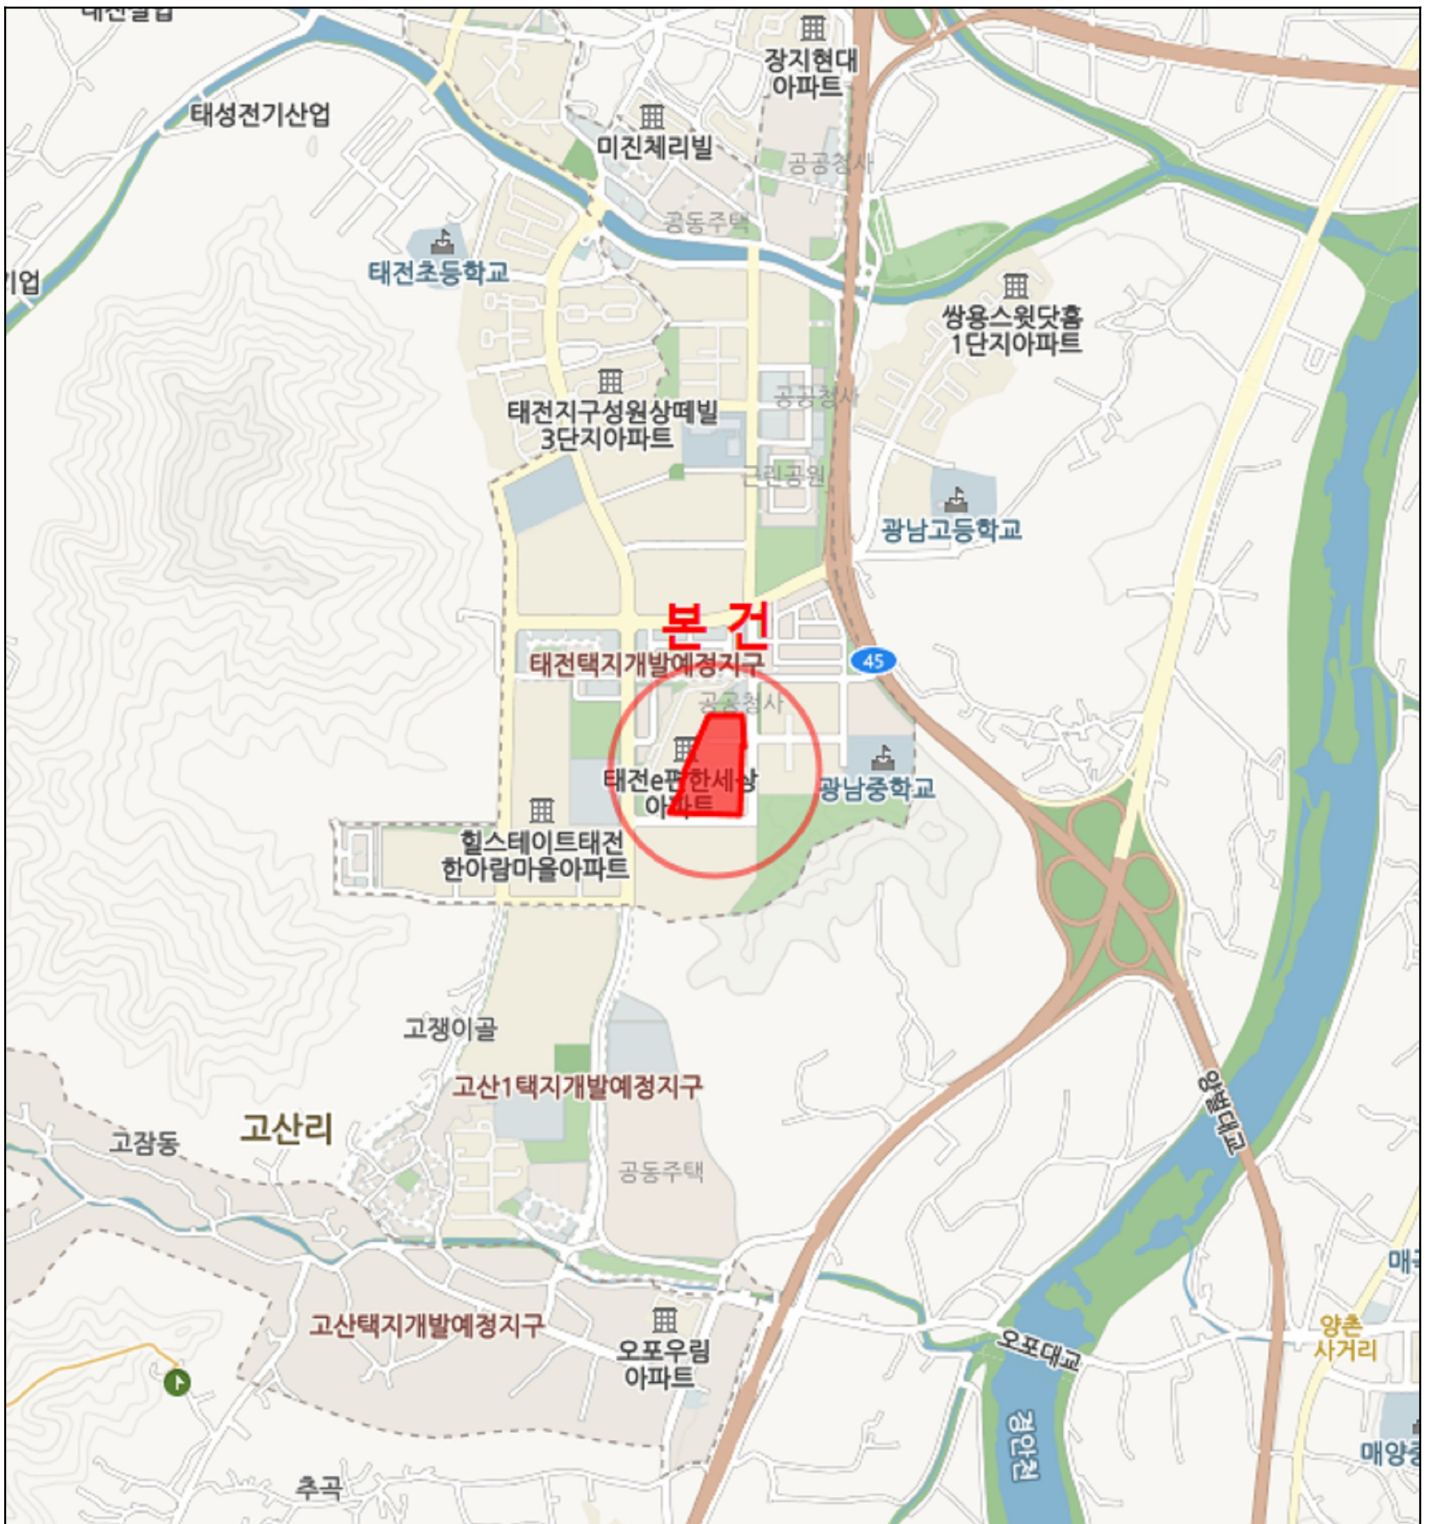 장지현대
아파트
태성전기산업
미진체리빌
공공청사
공동주택
태전초등학교
기업
쌍용스윗닷홈
1단지아파트
태전지구성원상떼빌
3단지아파트
공공청사
근린공원
광남고등학교
본 건
태전택지개발예정지구
45
공공청사
태전e편한세상
아파트
광남중학교
힐스테이트태전
한아람마을아파트
고쟁이골
고산1택지개발예정지구
양벌대교
고산리
고잠동
공동주택
고산택지개발예정지구
오포우림
아파트
오포대교
양촌
사거리
경안천
추곡